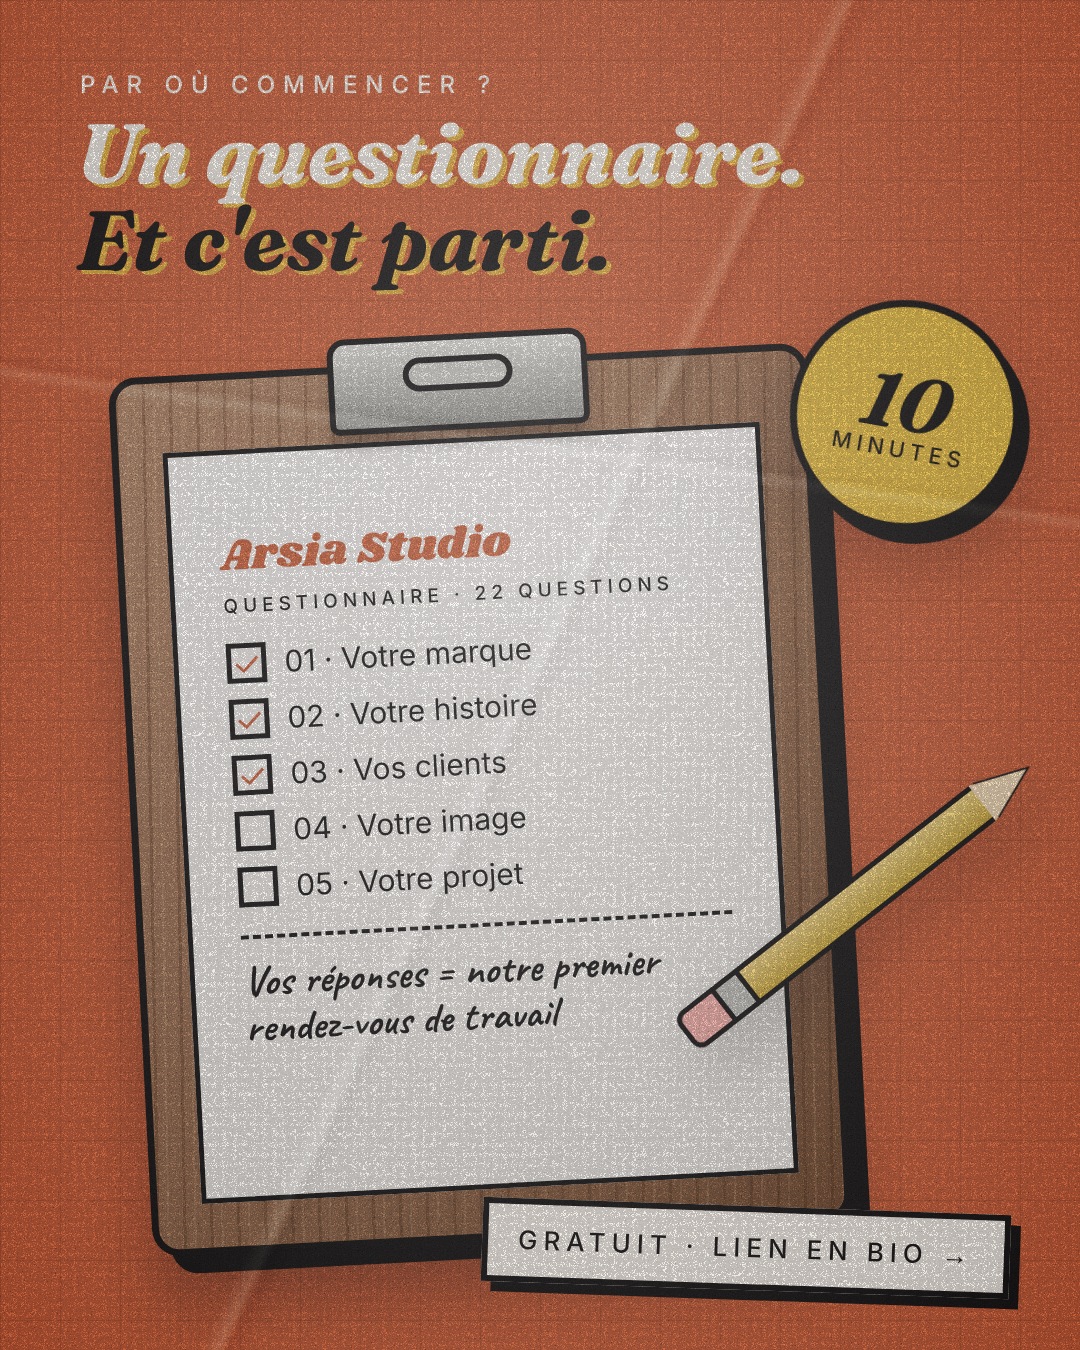 PAR OÙ COMMENCER ?
Un questionnaire.
Et c'est parti.
10
MINUTES
Arsia Studio
QUESTIONNAIRE · 22 QUESTIONS
01 · Votre marque
02 · Votre histoire
03 · Vos clients
04 · Votre image
05 · Votre projet
Vos réponses = notre premier
rendez-vous de travail
GRATUIT · LIEN EN BIO →